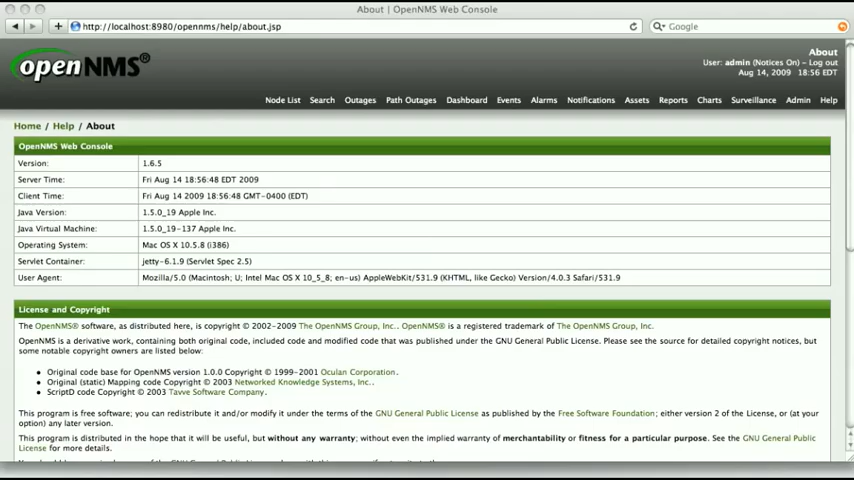 About | OpenNMS Web Console
http://localhost:8980/opennms/help/about.jsp
Google
openNMS®
About
User: admin (Notices On) – Log out
Aug 14, 2009 18:56 EDT
Node List Search Outages Path Outages Dashboard Events Alarms Notifications Assets Reports Charts Surveillance Admin Help
Home / Help / About
OpenNMS Web Console
Version: 1.6.5
Server Time: Fri Aug 14 18:56:48 EDT 2009
Client Time: Fri Aug 14 2009 18:56:48 GMT-0400 (EDT)
Java Version: 1.5.0_19 Apple Inc.
Java Virtual Machine: 1.5.0_19-137 Apple Inc.
Operating System: Mac OS X 10.5.8 (i386)
Servlet Container: jetty-6.1.9 (Servlet Spec 2.5)
User Agent: Mozilla/5.0 (Macintosh; U; Intel Mac OS X 10_5_8; en-us) AppleWebKit/531.9 (KHTML, like Gecko) Version/4.0.3 Safari/531.9
License and Copyright
The OpenNMS® software, as distributed here, is copyright © 2002-2009 The OpenNMS Group, Inc.. OpenNMS® is a registered trademark of The OpenNMS Group, Inc.
OpenNMS is a derivative work, containing both original code, included code and modified code that was published under the GNU General Public License. Please see the source for detailed copyright notices, but
some notable copyright owners are listed below:
• Original code base for OpenNMS version 1.0.0 Copyright © 1999-2001 Oculan Corporation.
• Original (static) Mapping code Copyright © 2003 Networked Knowledge Systems, Inc..
• ScriptD code Copyright © 2003 Tavve Software Company.
This program is free software; you can redistribute it and/or modify it under the terms of the GNU General Public License as published by the Free Software Foundation; either version 2 of the License, or (at your
option) any later version.
This program is distributed in the hope that it will be useful, but without any warranty; without even the implied warranty of merchantability or fitness for a particular purpose. See the GNU General Public
License for more details.